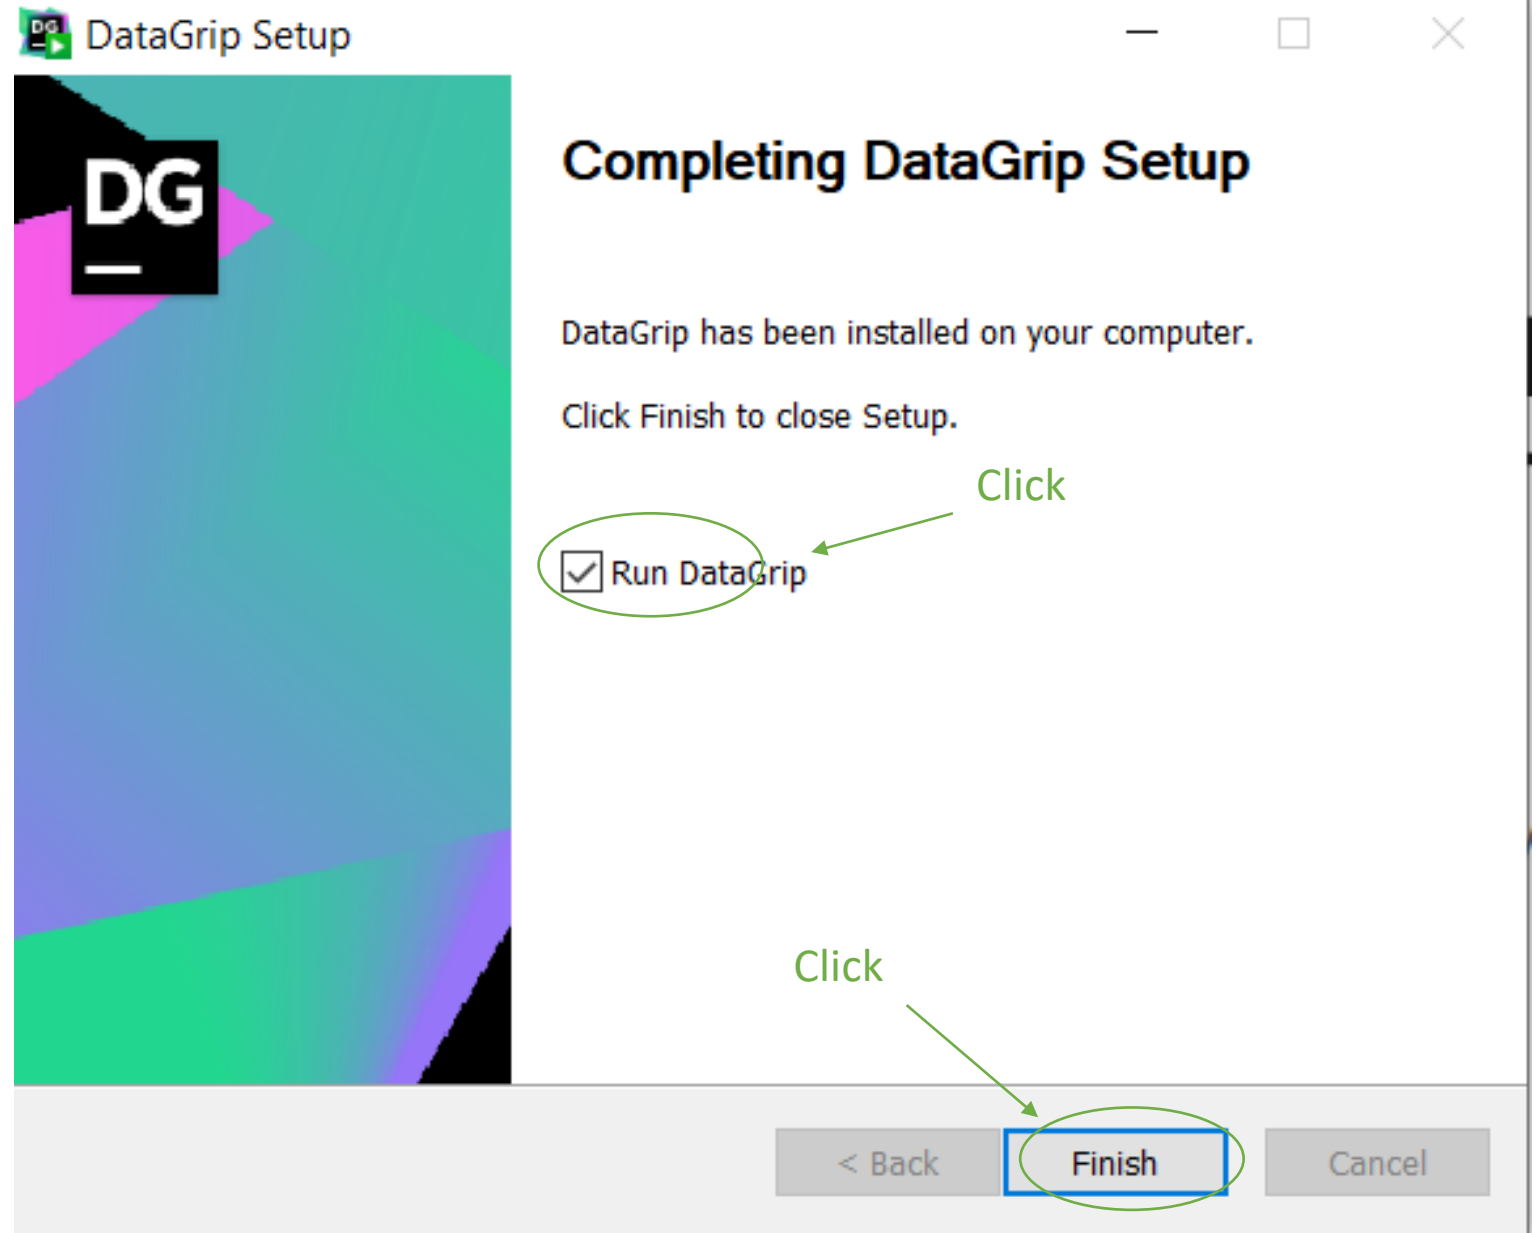 DataGrip Setup
DG
Completing DataGrip Setup
DataGrip has been installed on your computer.
Click Finish to close Setup.
Click
Run DataGrip
Click
< Back
Finish
Cancel